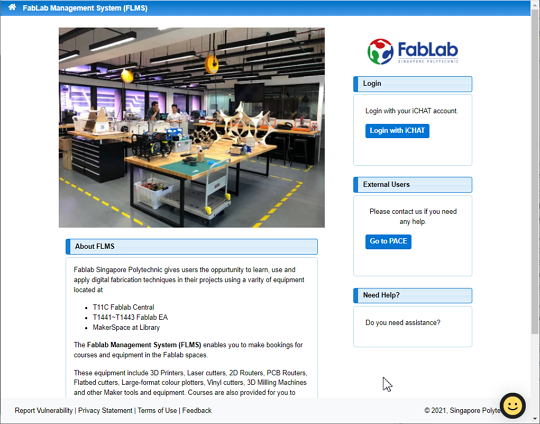 FabLab Management System (FLMS)
FabLab
SINGAPORE POLYTECHNIC
Login
Login with your iCHAT account.
Login with iCHAT
External Users
Please contact us if you need
any help.
Go to PACE
Need Help?
Do you need assistance?
About FLMS
Fablab Singapore Polytechnic gives users the oppurtunity to learn, use and
apply digital fabrication techniques in their projects using a varity of equipment
located at
T11C Fablab Central
T1441~T1443 Fablab EA
MakerSpace at Library
The Fablab Management System (FLMS) enables you to make bookings for
courses and equipment in the Fablab spaces.
These equipment include 3D Printers, Laser cutters, 2D Routers, PCB Routers,
Flatbed cutters, Large-format colour plotters, Vinyl cutters, 3D Milling Machines
and other Maker tools and equipment. Courses are also provided for you to
Report Vulnerability | Privacy Statement | Terms of Use | Feedback
© 2021, Singapore Polyte